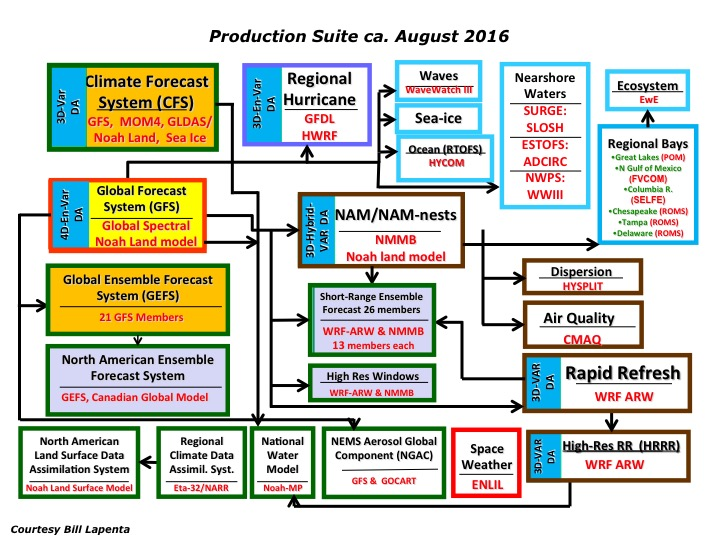 Production Suite ca. August 2016
3D-Var
DA
Climate Forecast
System (CFS)
GFS, MOM4, GLDAS/
Noah Land, Sea Ice
3D-En-Var
DA
Regional
Hurricane
GFDL
HWRF
Waves
WaveWatch III
Sea-ice
Ocean (RTOFS)
HYCOM
Nearshore
Waters
SURGE:
SLOSH
ESTOFS:
ADCIRC
NWPS:
WWIII
Ecosystem
EwE
Regional Bays
•Great Lakes (POM)
•N Gulf of Mexico
(FVCOM)
•Columbia R.
(SELFE)
•Chesapeake (ROMS)
•Tampa (ROMS)
•Delaware (ROMS)
4D-En-Var
DA
Global Forecast
System (GFS)
Global Spectral
Noah Land model
3D-Hybrid-
VAR DA
NAM/NAM-nests
NMMB
Noah land model
Global Ensemble Forecast
System (GEFS)
21 GFS Members
Short-Range Ensemble
Forecast 26 members
WRF-ARW & NMMB
13 members each
Dispersion
HYSPLIT
Air Quality
CMAQ
North American Ensemble
Forecast System
GEFS, Canadian Global Model
High Res Windows
WRF-ARW & NMMB
3D-VAR
DA
Rapid Refresh
WRF ARW
North American
Land Surface Data
Assimilation System
Noah Land Surface Model
Regional
Climate Data
Assimil. Syst.
Eta-32/NARR
National
Water
Model
Noah-MP
NEMS Aerosol Global
Component (NGAC)
GFS & GOCART
Space
Weather
ENLIL
3D-VAR
DA
High-Res RR (HRRR)
WRF ARW
Courtesy Bill Lapenta